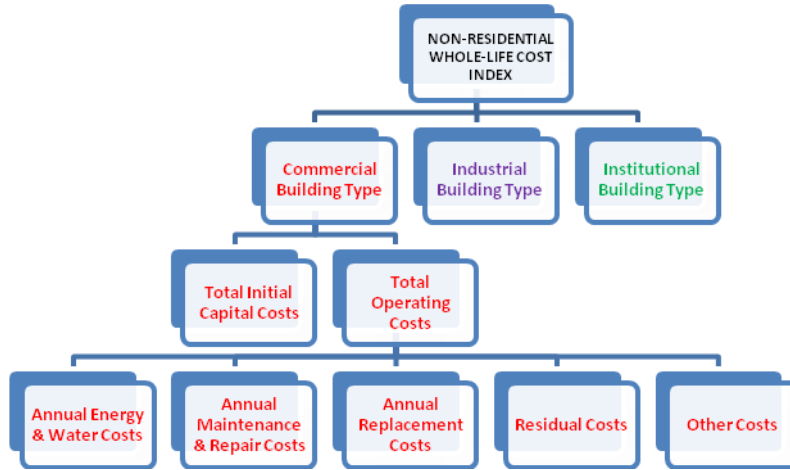 NON-RESIDENTIAL
WHOLE-LIFE COST
INDEX
Commercial
Building Type
Industrial
Building Type
Institutional
Building Type
Total Initial
Capital Costs
Total
Operating
Costs
Annual Energy
& Water Costs
Annual
Maintenance
& Repair Costs
Annual
Replacement
Costs
Residual Costs
Other Costs